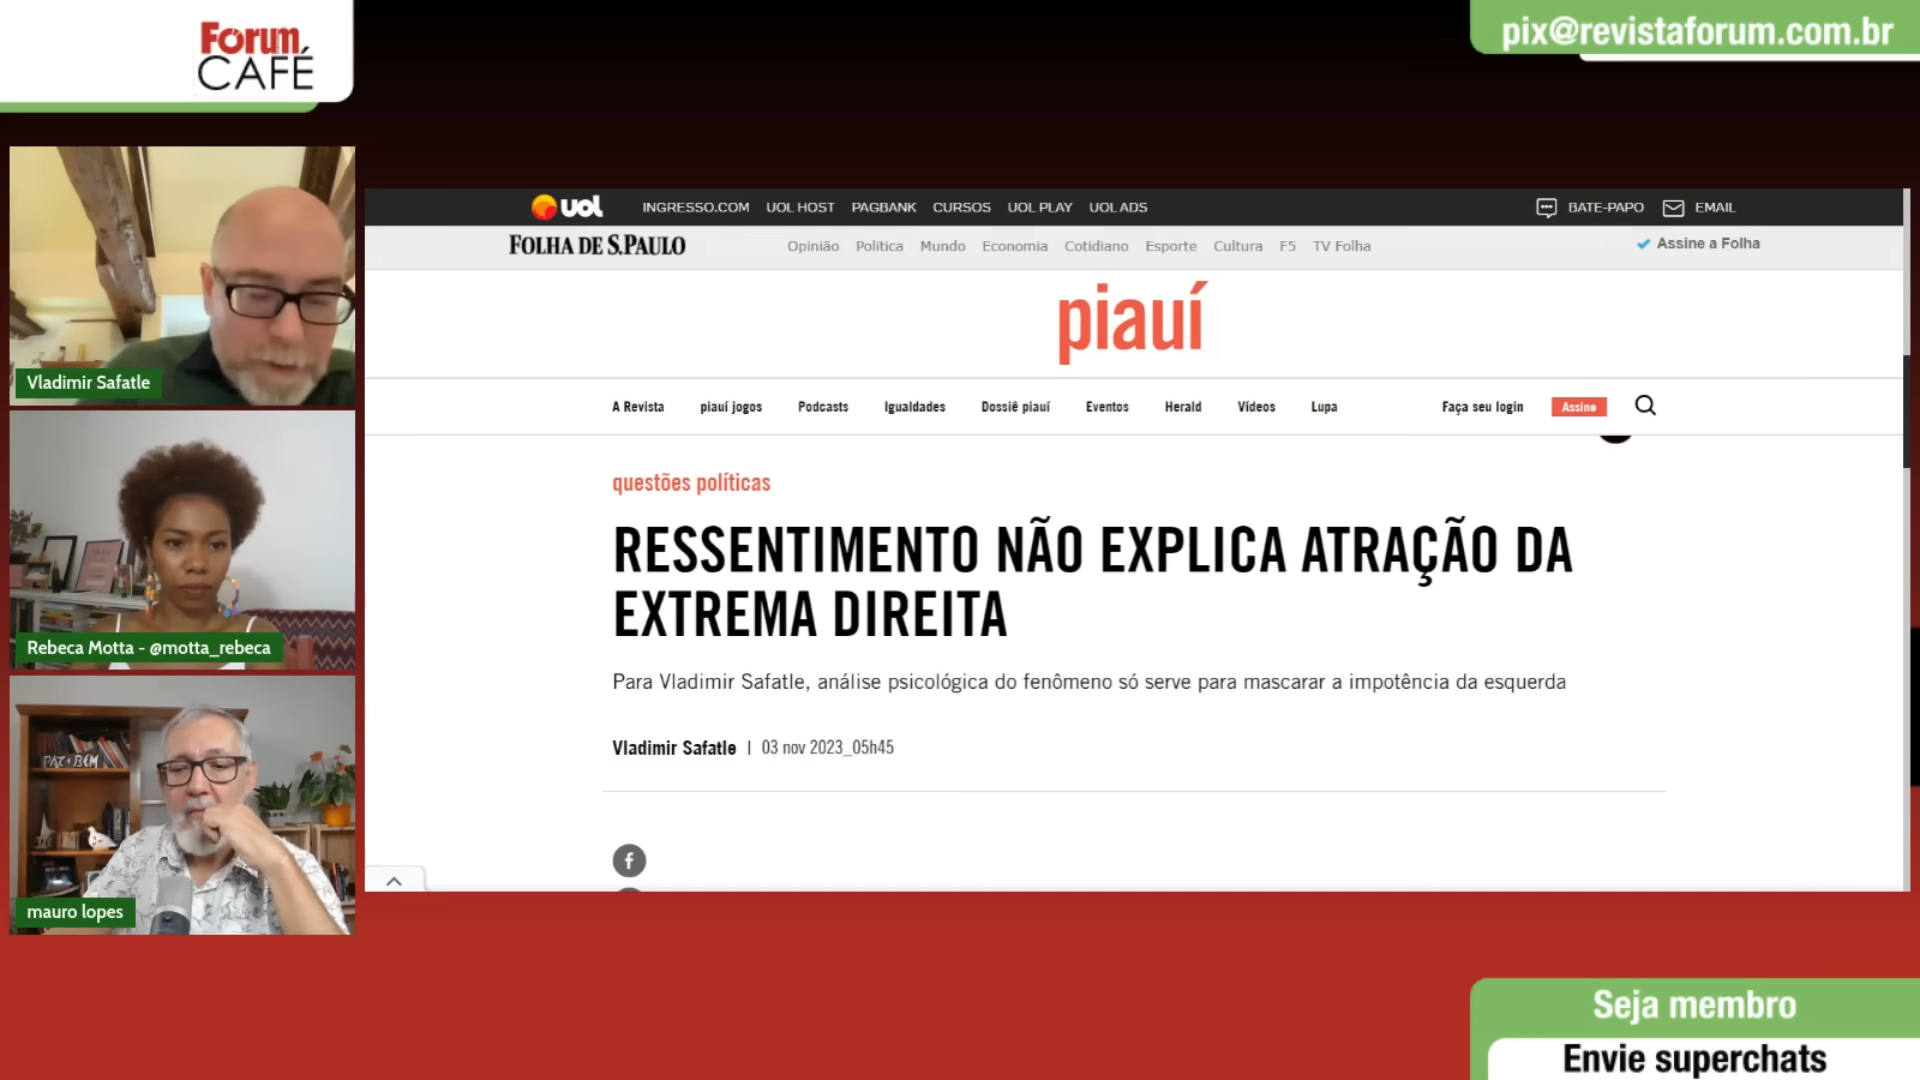 Forum
CAFÉ
pix@revistaforum.com.br
UOL
INGRESSO.COM UOL HOST PAGBANK CURSOS UOL PLAY UOL ADS
BATE-PAPO EMAIL
FOLHA DE S.PAULO
Opinião Política Mundo Economia Cotidiano Esporte Cultura F5 TV Folha
Assine a Folha
piauí
A Revista piauí jogos Podcasts Igualdades Dossiê piauí Eventos Herald Vídeos Lupa
Faça seu login Assine
questões políticas
RESSENTIMENTO NÃO EXPLICA ATRAÇÃO DA
EXTREMA DIREITA
Para Vladimir Safatle, análise psicológica do fenômeno só serve para mascarar a impotência da esquerda
Vladimir Safatle | 03 nov 2023_05h45
f
Vladimir Safatle
Rebeca Motta - @motta_rebeca
PAZ • BEM
mauro lopes
Seja membro
Envie superchats